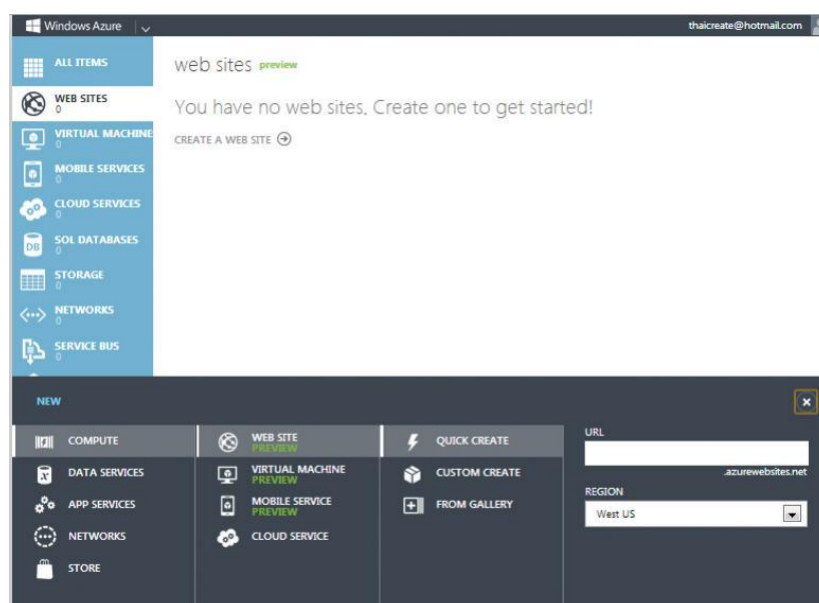 Windows Azure
thaicreate@hotmail.com
ALL ITEMS
WEB SITES
0
VIRTUAL MACHINE
0
MOBILE SERVICES
0
CLOUD SERVICES
0
SQL DATABASES
0
STORAGE
0
NETWORKS
0
SERVICE BUS
0
web sites preview
You have no web sites. Create one to get started!
CREATE A WEB SITE
NEW
COMPUTE
DATA SERVICES
APP SERVICES
NETWORKS
STORE
WEB SITE
PREVIEW
VIRTUAL MACHINE
PREVIEW
MOBILE SERVICE
PREVIEW
CLOUD SERVICE
QUICK CREATE
CUSTOM CREATE
FROM GALLERY
URL
.azurewebsites.net
REGION
West US